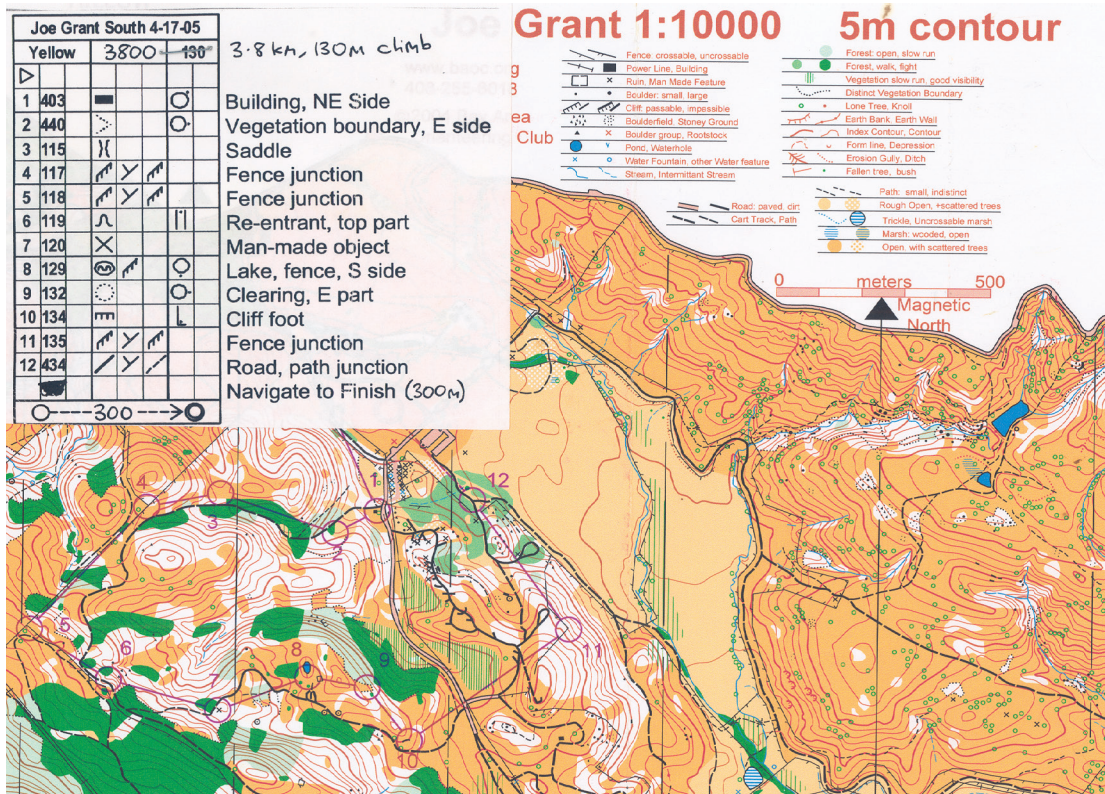 Joe Grant South 4-17-05
Yellow 3800 130 3.8 km, 130m climb
1 403 Building, NE Side
2 440 Vegetation boundary, E side
3 115 Saddle
4 117 Fence junction
5 118 Fence junction
6 119 Re-entrant, top part
7 120 Man-made object
8 129 Lake, fence, S side
9 132 Clearing, E part
10 134 Cliff foot
11 135 Fence junction
12 434 Road, path junction
Navigate to Finish (300m)
300
Grant 1:10000 5m contour
Joe
g
ea
Club
Fence: crossable, uncrossable
Power Line, Building
Ruin, Man Made Feature
Boulder: small, large
Cliff: passable, impassible
Boulderfield, Stoney Ground
Boulder group, Rootstock
Pond, Waterhole
Water Fountain, other Water feature
Stream, Intermittent Stream
Road: paved, dirt
Cart Track, Path
Forest: open, slow run
Forest, walk, fight
Vegetation slow run, good visibility
Distinct Vegetation Boundary
Lone Tree, Knoll
Earth Bank, Earth Wall
Index Contour, Contour
Form line, Depression
Erosion Gully, Ditch
Fallen tree, bush
Path: small, indistinct
Rough Open, +scattered trees
Trickle, Uncrossable marsh
Marsh: wooded, open
Open, with scattered trees
0 meters 500
Magnetic
North
1
12
4
3
2
5
6
7
8
9
11
10